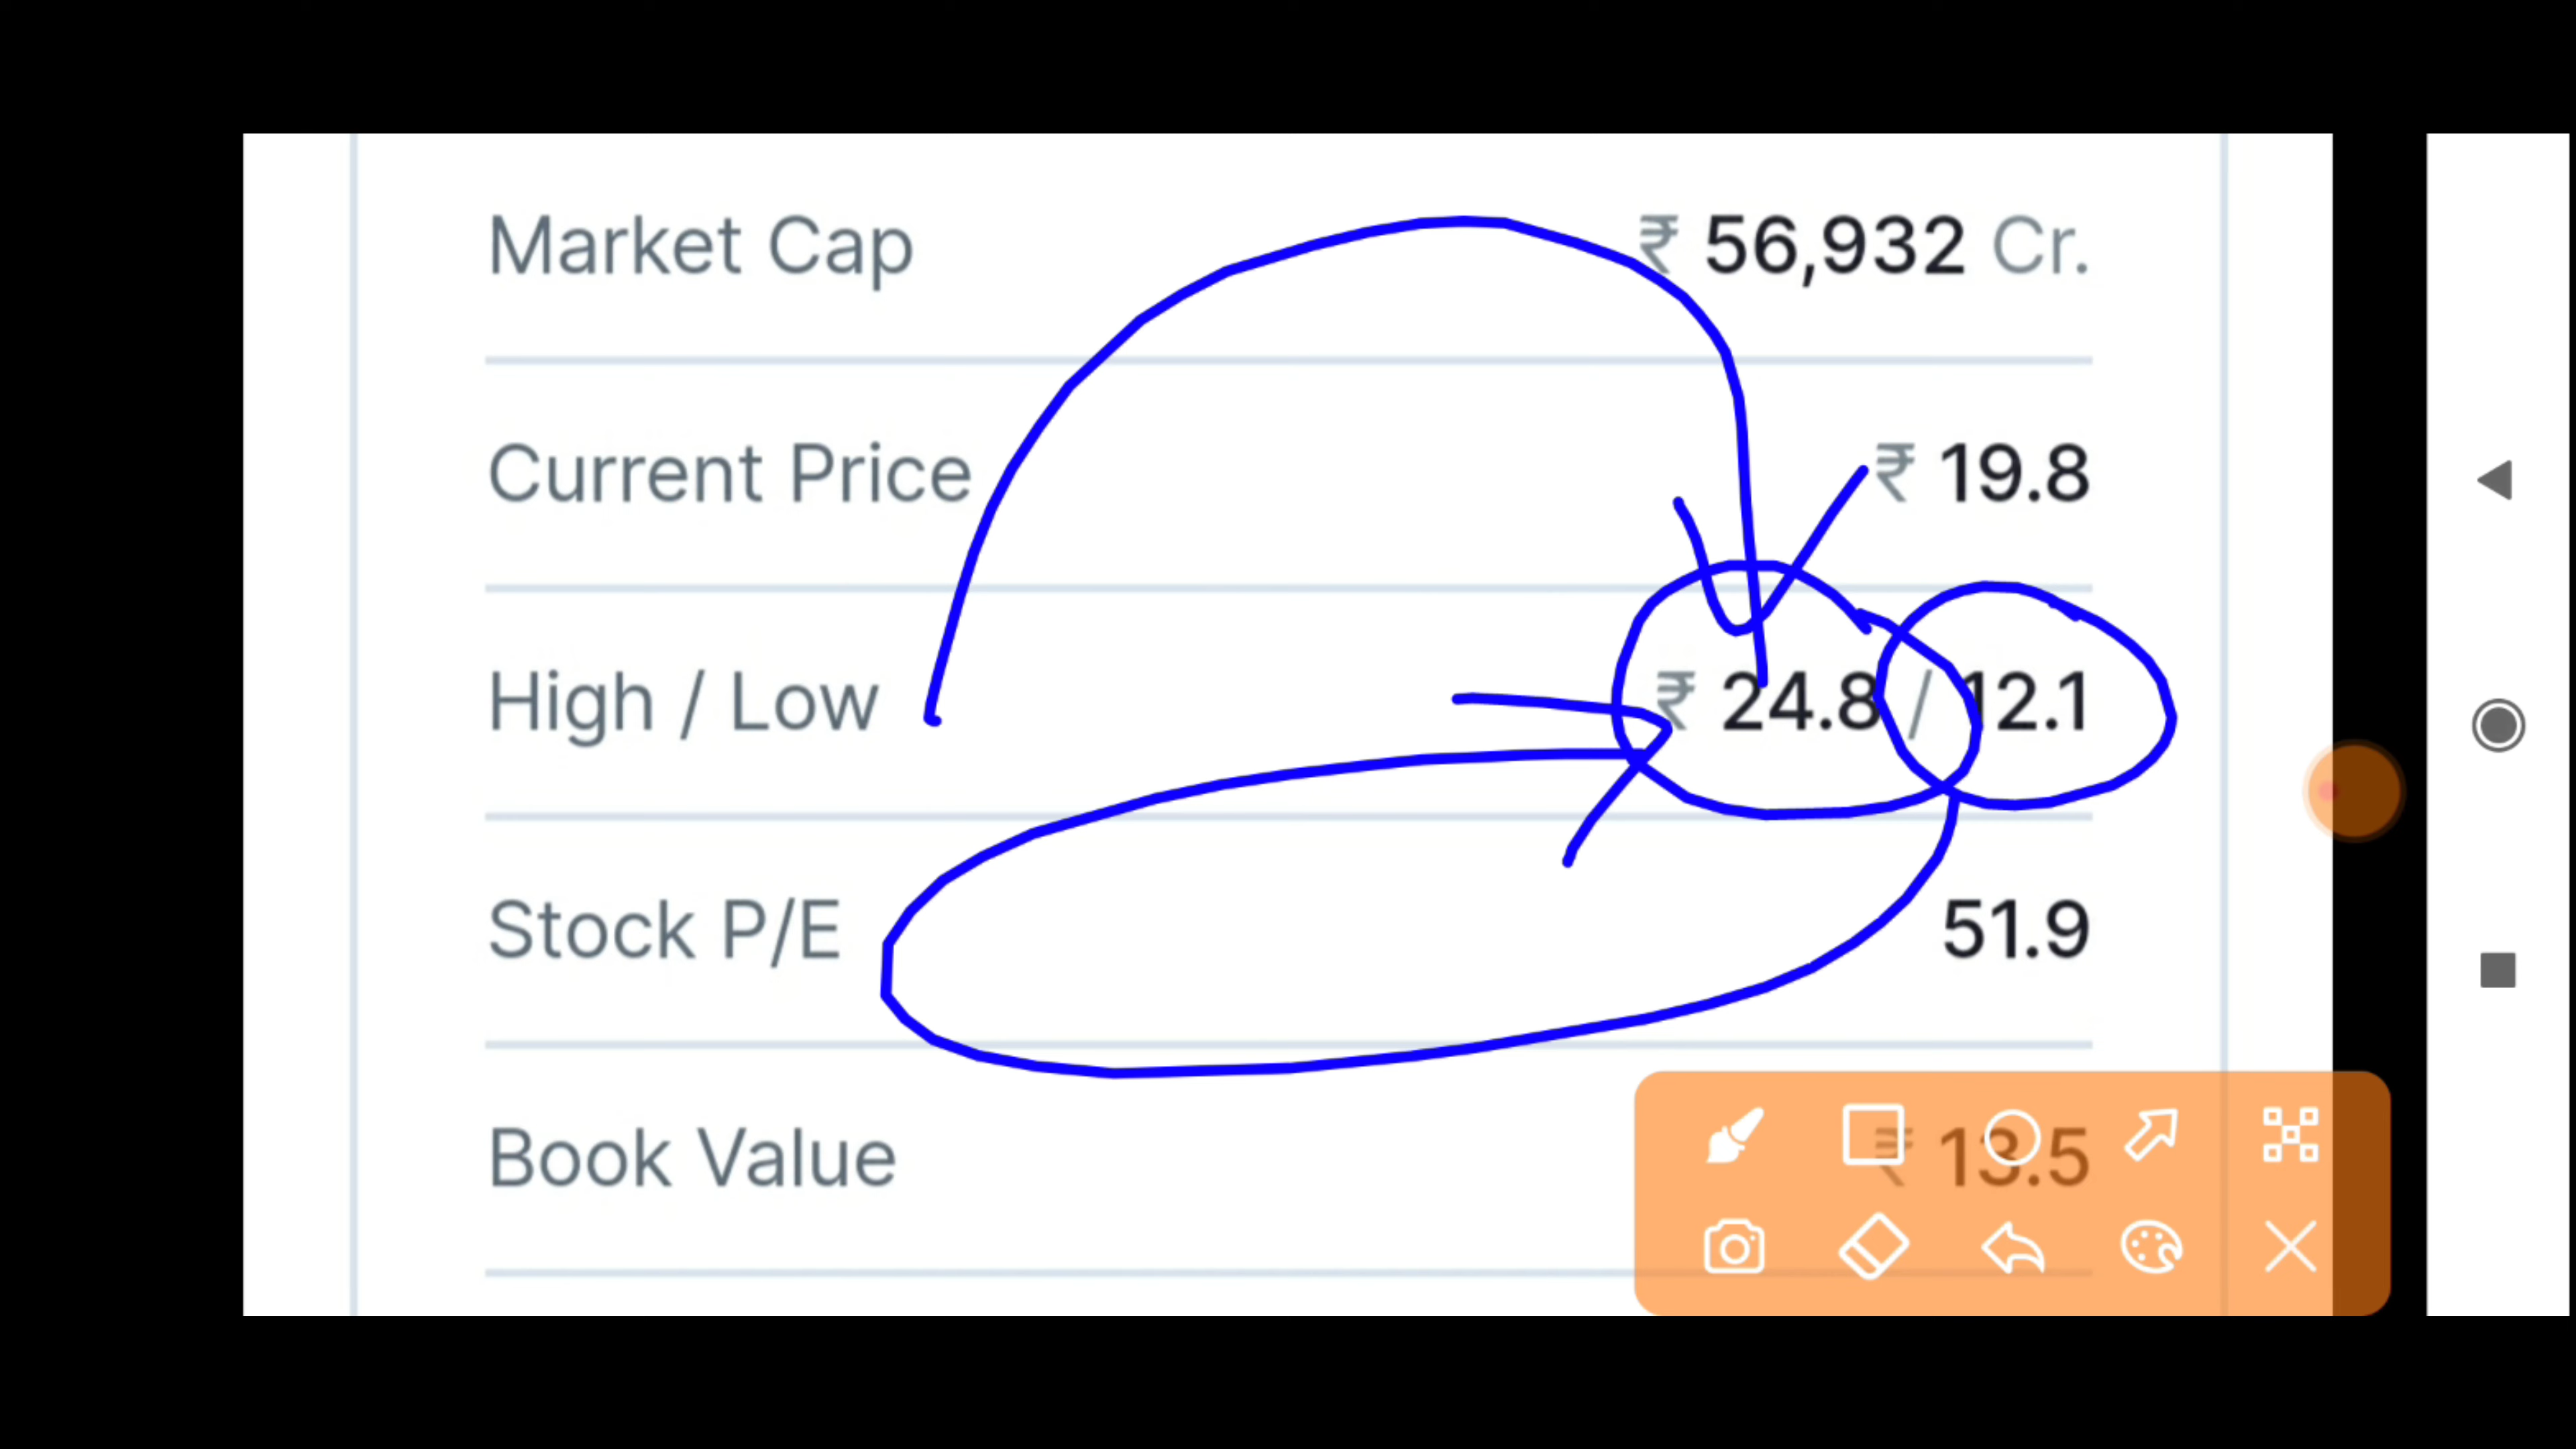 Market Cap ₹ 56,932 Cr.
Current Price ₹ 19.8
High / Low ₹ 24.8 / 12.1
Stock P/E 51.9
Book Value ₹ 13.5